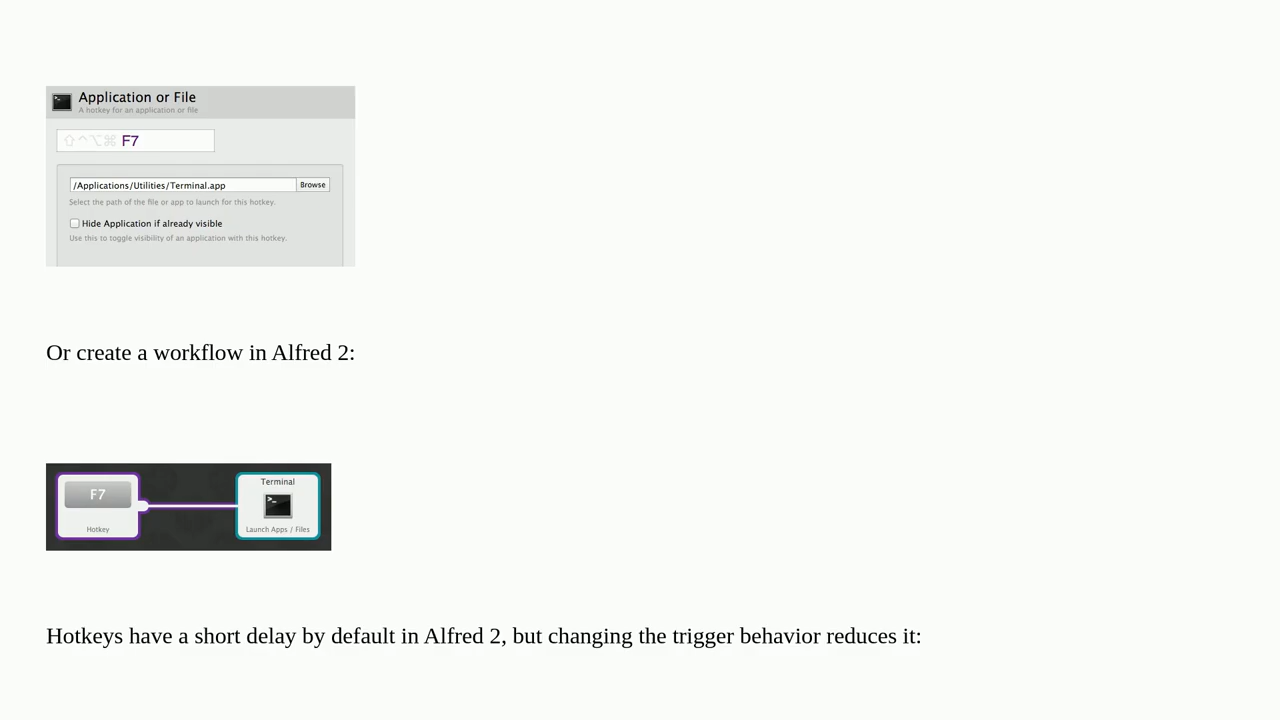 Application or File
A hotkey for an application or file
⇧^⌥⌘ F7
/Applications/Utilities/Terminal.app Browse
Select the path of the file or app to launch for this hotkey.
Hide Application if already visible
Use this to toggle visibility of an application with this hotkey.
Or create a workflow in Alfred 2:
F7
Hotkey
Terminal
>_
Launch Apps / Files
Hotkeys have a short delay by default in Alfred 2, but changing the trigger behavior reduces it: